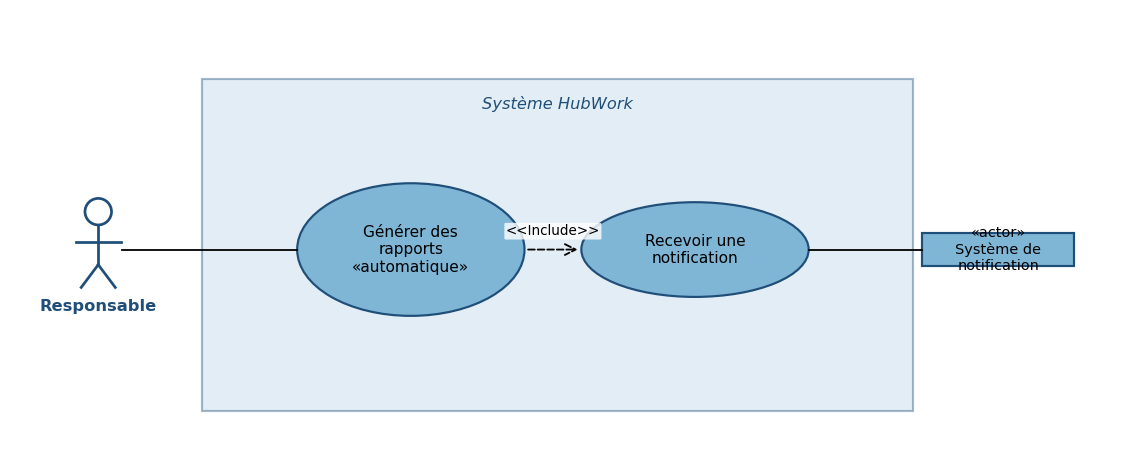 Système HubWork
Responsable
Générer des
rapports
«automatique»
<<Include>>
Recevoir une
notification
«actor»
Système de
notification